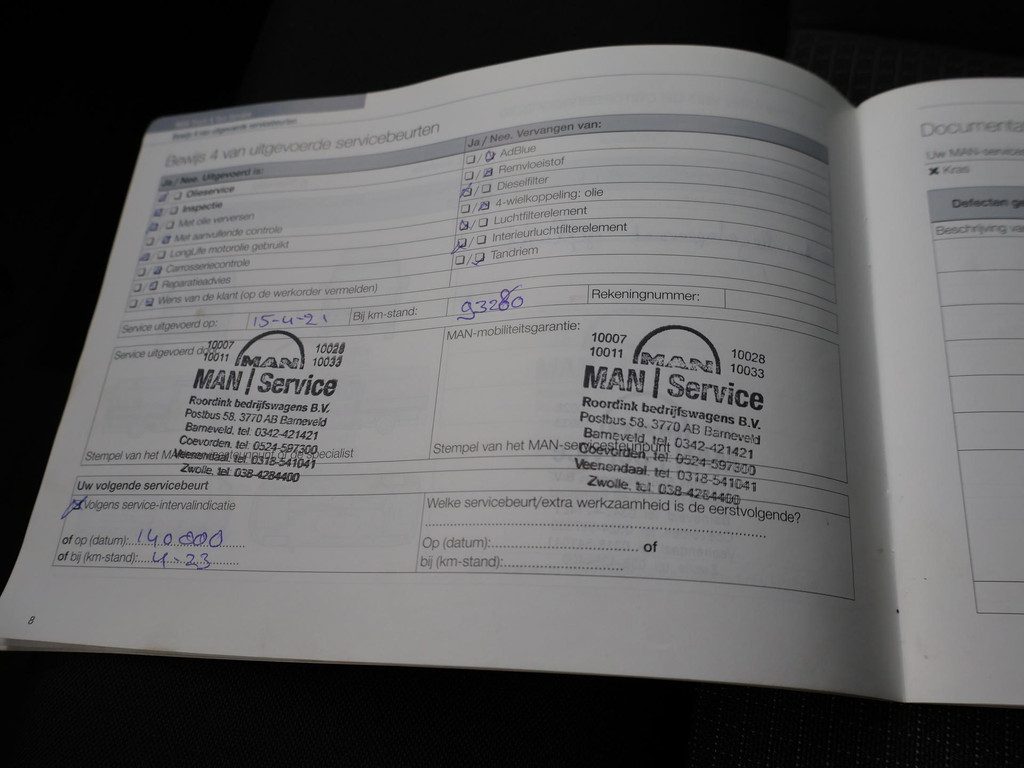 Bewijs 4 van uitgevoerde servicebeurten
Bewijs 4 van uitgevoerde servicebeurten
Ja / Nee. Uitgevoerd is:
Olieservice
Inspectie
Met olie verversen
Met aanvullende controle
LongLife motorolie gebruikt
Carrosseriecontrole
Reparatieadvies
Wens van de klant (op de werkorder vermelden)
Ja / Nee. Vervangen van:
AdBlue
Remvloeistof
Dieselfilter
4-wielkoppeling: olie
Luchtfilterelement
Interieurluchtfilterelement
Tandriem
Service uitgevoerd op: 15-4-21 Bij km-stand: 93280 Rekeningnummer:
Service uitgevoerd door:
10007 10028
10011 MAN 10033
MAN | Service
Roordink bedrijfswagens B.V.
Postbus 58, 3770 AB Barneveld
Barneveld, tel. 0342-421421
Coevorden, tel. 0524-597300
Veenendaal, tel. 0318-541041
Zwolle, tel. 038-4284400
Stempel van het MAN-servicesteunpunt of de specialist
MAN-mobiliteitsgarantie:
10007 10028
10011 MAN 10033
MAN | Service
Roordink bedrijfswagens B.V.
Postbus 58, 3770 AB Barneveld
Barneveld, tel. 0342-421421
Coevorden, tel. 0524-597300
Veenendaal, tel. 0318-541041
Zwolle, tel. 038-4284400
Stempel van het MAN-servicesteunpunt
Uw volgende servicebeurt
Volgens service-intervalindicatie
of op (datum): 140.000
of bij (km-stand): 4-23
Welke servicebeurt/extra werkzaamheid is de eerstvolgende?
Op (datum): of
bij (km-stand):
8
Documenta
Uw MAN-service
Kras
Defecten ge
Beschrijving va